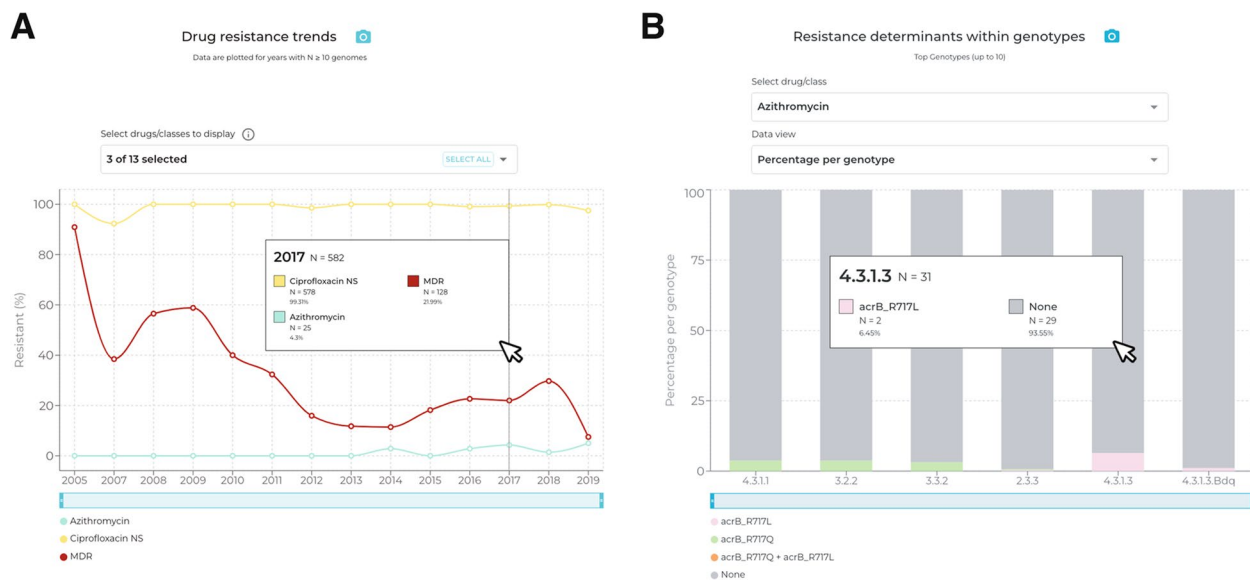 A
Drug resistance trends
Data are plotted for years with N ≥ 10 genomes
Select drugs/classes to display
3 of 13 selected
SELECT ALL
Resistant (%)
100
80
60
40
20
0
2017 N = 582
Ciprofloxacin NS
N = 578
99.31%
MDR
N = 128
21.99%
Azithromycin
N = 25
4.3%
2005 2007 2008 2009 2010 2011 2012 2013 2014 2015 2016 2017 2018 2019
Azithromycin
Ciprofloxacin NS
MDR
B
Resistance determinants within genotypes
Top Genotypes (up to 10)
Select drug/class
Azithromycin
Data view
Percentage per genotype
Percentage per genotype
100
75
50
25
0
4.3.1.3 N = 31
acrB_R717L
N = 2
6.45%
None
N = 29
93.55%
4.3.1.1 3.2.2 3.3.2 2.3.3 4.3.1.3 4.3.1.3.Bdq
acrB_R717L
acrB_R717Q
acrB_R717Q + acrB_R717L
None